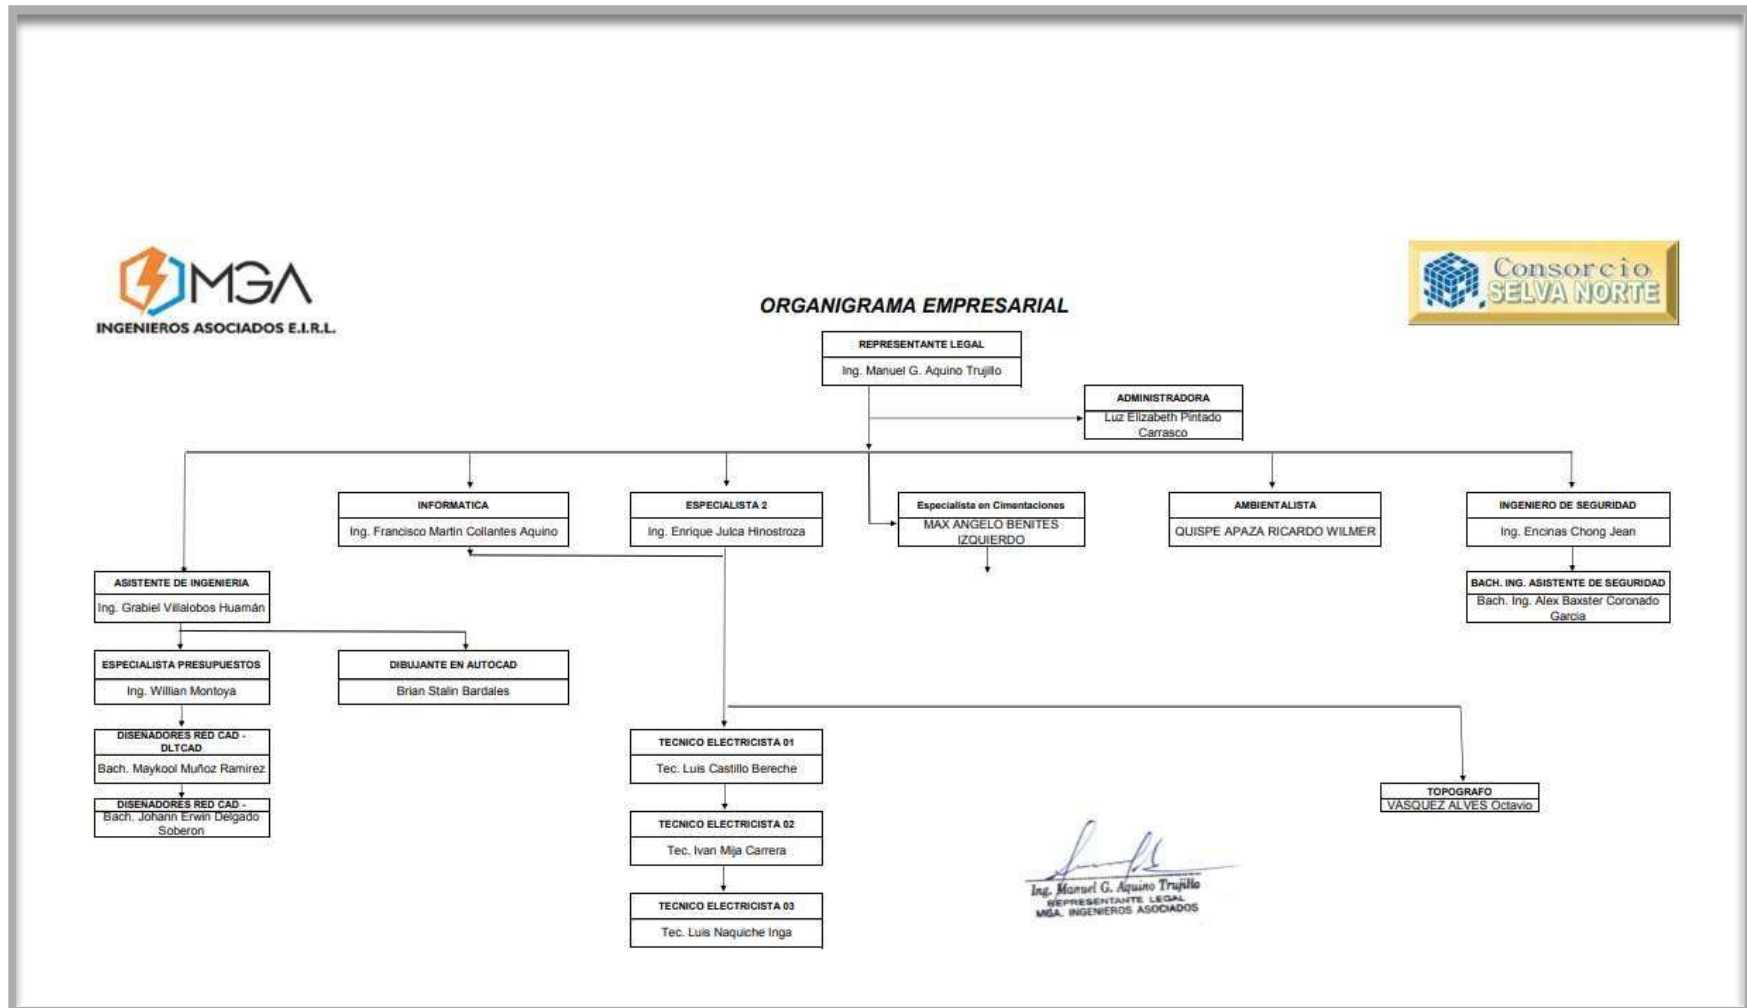 MGA
INGENIEROS ASOCIADOS E.I.R.L.
Consorcio
SELVA NORTE
ORGANIGRAMA EMPRESARIAL
REPRESENTANTE LEGAL
Ing. Manuel G. Aquino Trujillo
ADMINISTRADORA
Luz Elizabeth Pintado
Carrasco
INFORMATICA
Ing. Francisco Martin Collantes Aquino
ESPECIALISTA 2
Ing. Enrique Julca Hinostroza
Especialista en Cimentaciones
MAX ANGELO BENITES
IZQUIERDO
AMBIENTALISTA
QUISPE APAZA RICARDO WILMER
INGENIERO DE SEGURIDAD
Ing. Encinas Chong Jean
ASISTENTE DE INGENIERIA
Ing. Grabiel Villalobos Huamán
BACH. ING. ASISTENTE DE SEGURIDAD
Bach. Ing. Alex Baxster Coronado
Garcia
ESPECIALISTA PRESUPUESTOS
Ing. Willian Montoya
DIBUJANTE EN AUTOCAD
Brian Stalin Bardales
DISEÑADORES RED CAD -
DLTCAD
Bach. Maykool Muñoz Ramirez
DISEÑADORES RED CAD -
Bach. Johann Erwin Delgado
Soberon
TECNICO ELECTRICISTA 01
Tec. Luis Castillo Bereche
TECNICO ELECTRICISTA 02
Tec. Ivan Mija Carrera
TECNICO ELECTRICISTA 03
Tec. Luis Naquiche Inga
TOPOGRAFO
VASQUEZ ALVES Octavio
Ing. Manuel G. Aquino Trujillo
REPRESENTANTE LEGAL
MGA. INGENIEROS ASOCIADOS